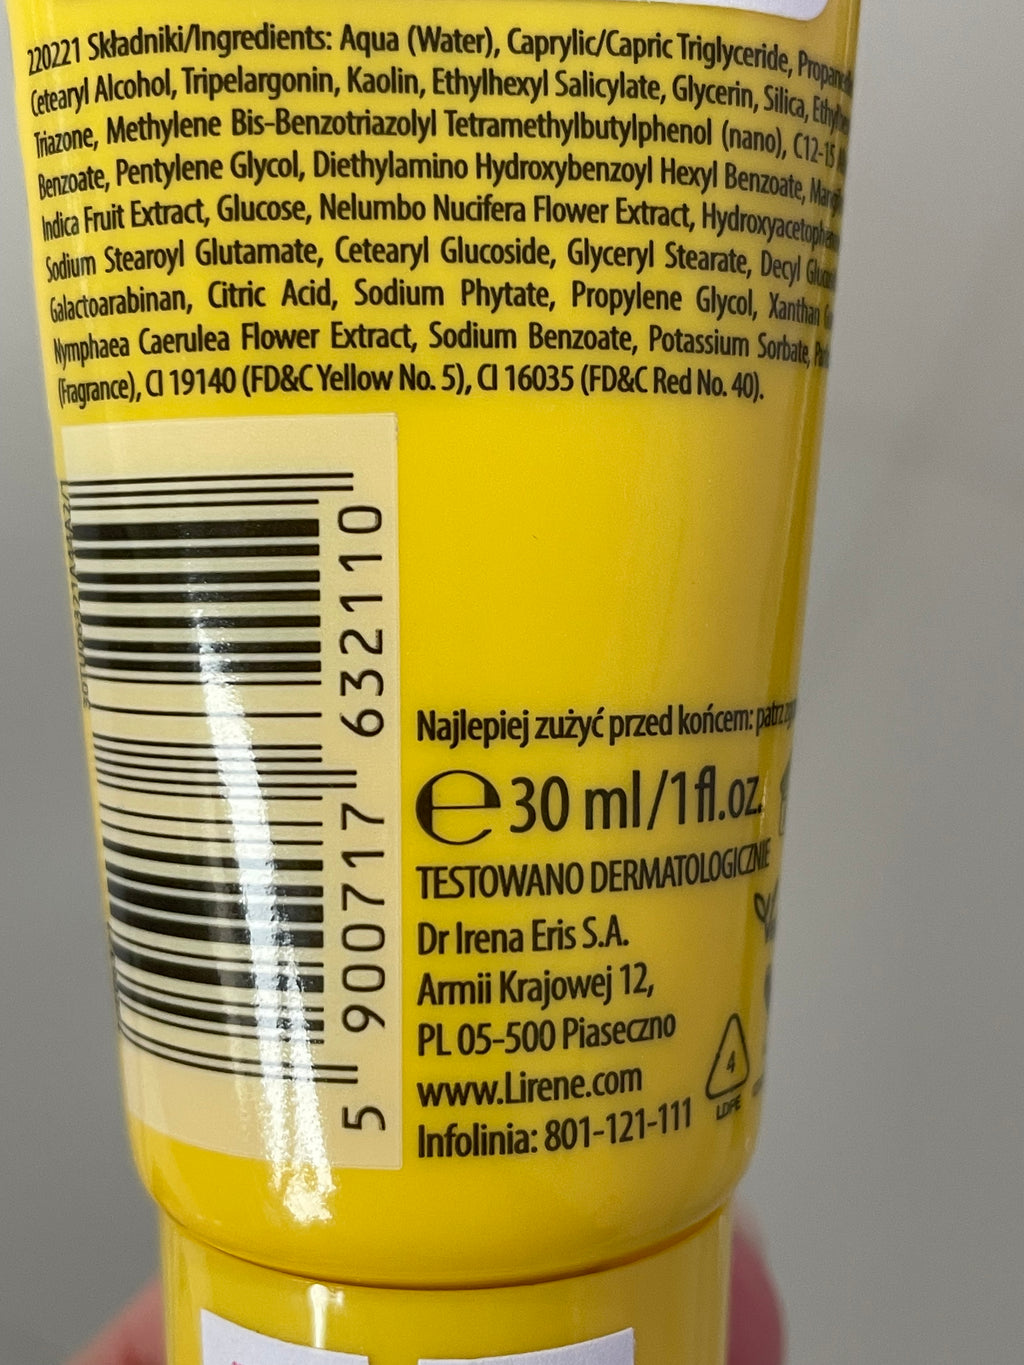 220221 Składniki/Ingredients: Aqua (Water), Caprylic/Capric Triglyceride,
Cetearyl Alcohol, Tripelargonin, Kaolin, Ethylhexyl Salicylate, Glycerin, Silica,
Triazone, Methylene Bis-Benzotriazolyl Tetramethylbutylphenol (nano), C12-15
Benzoate, Pentylene Glycol, Diethylamino Hydroxybenzoyl Hexyl Benzoate,
Indica Fruit Extract, Glucose, Nelumbo Nucifera Flower Extract,
Sodium Stearoyl Glutamate, Cetearyl Glucoside, Glyceryl Stearate, Decyl
Galactoarabinan, Citric Acid, Sodium Phytate, Propylene Glycol, Xanthan
Nymphaea Caerulea Flower Extract, Sodium Benzoate, Potassium Sorbate,
(Fragrance), CI 19140 (FD&C Yellow No. 5), CI 16035 (FD&C Red No. 40).
5 900717 632110
Najlepiej zużyć przed końcem: patrz
e 30 ml/1fl.oz.
TESTOWANO DERMATOLOGICZNIE
Dr Irena Eris S.A.
Armii Krajowej 12,
PL 05-500 Piaseczno
www.Lirene.com
Infolinia: 801-121-111
4
LDPE